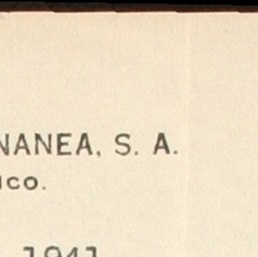 NANEA, S. A.
ICO.
1941